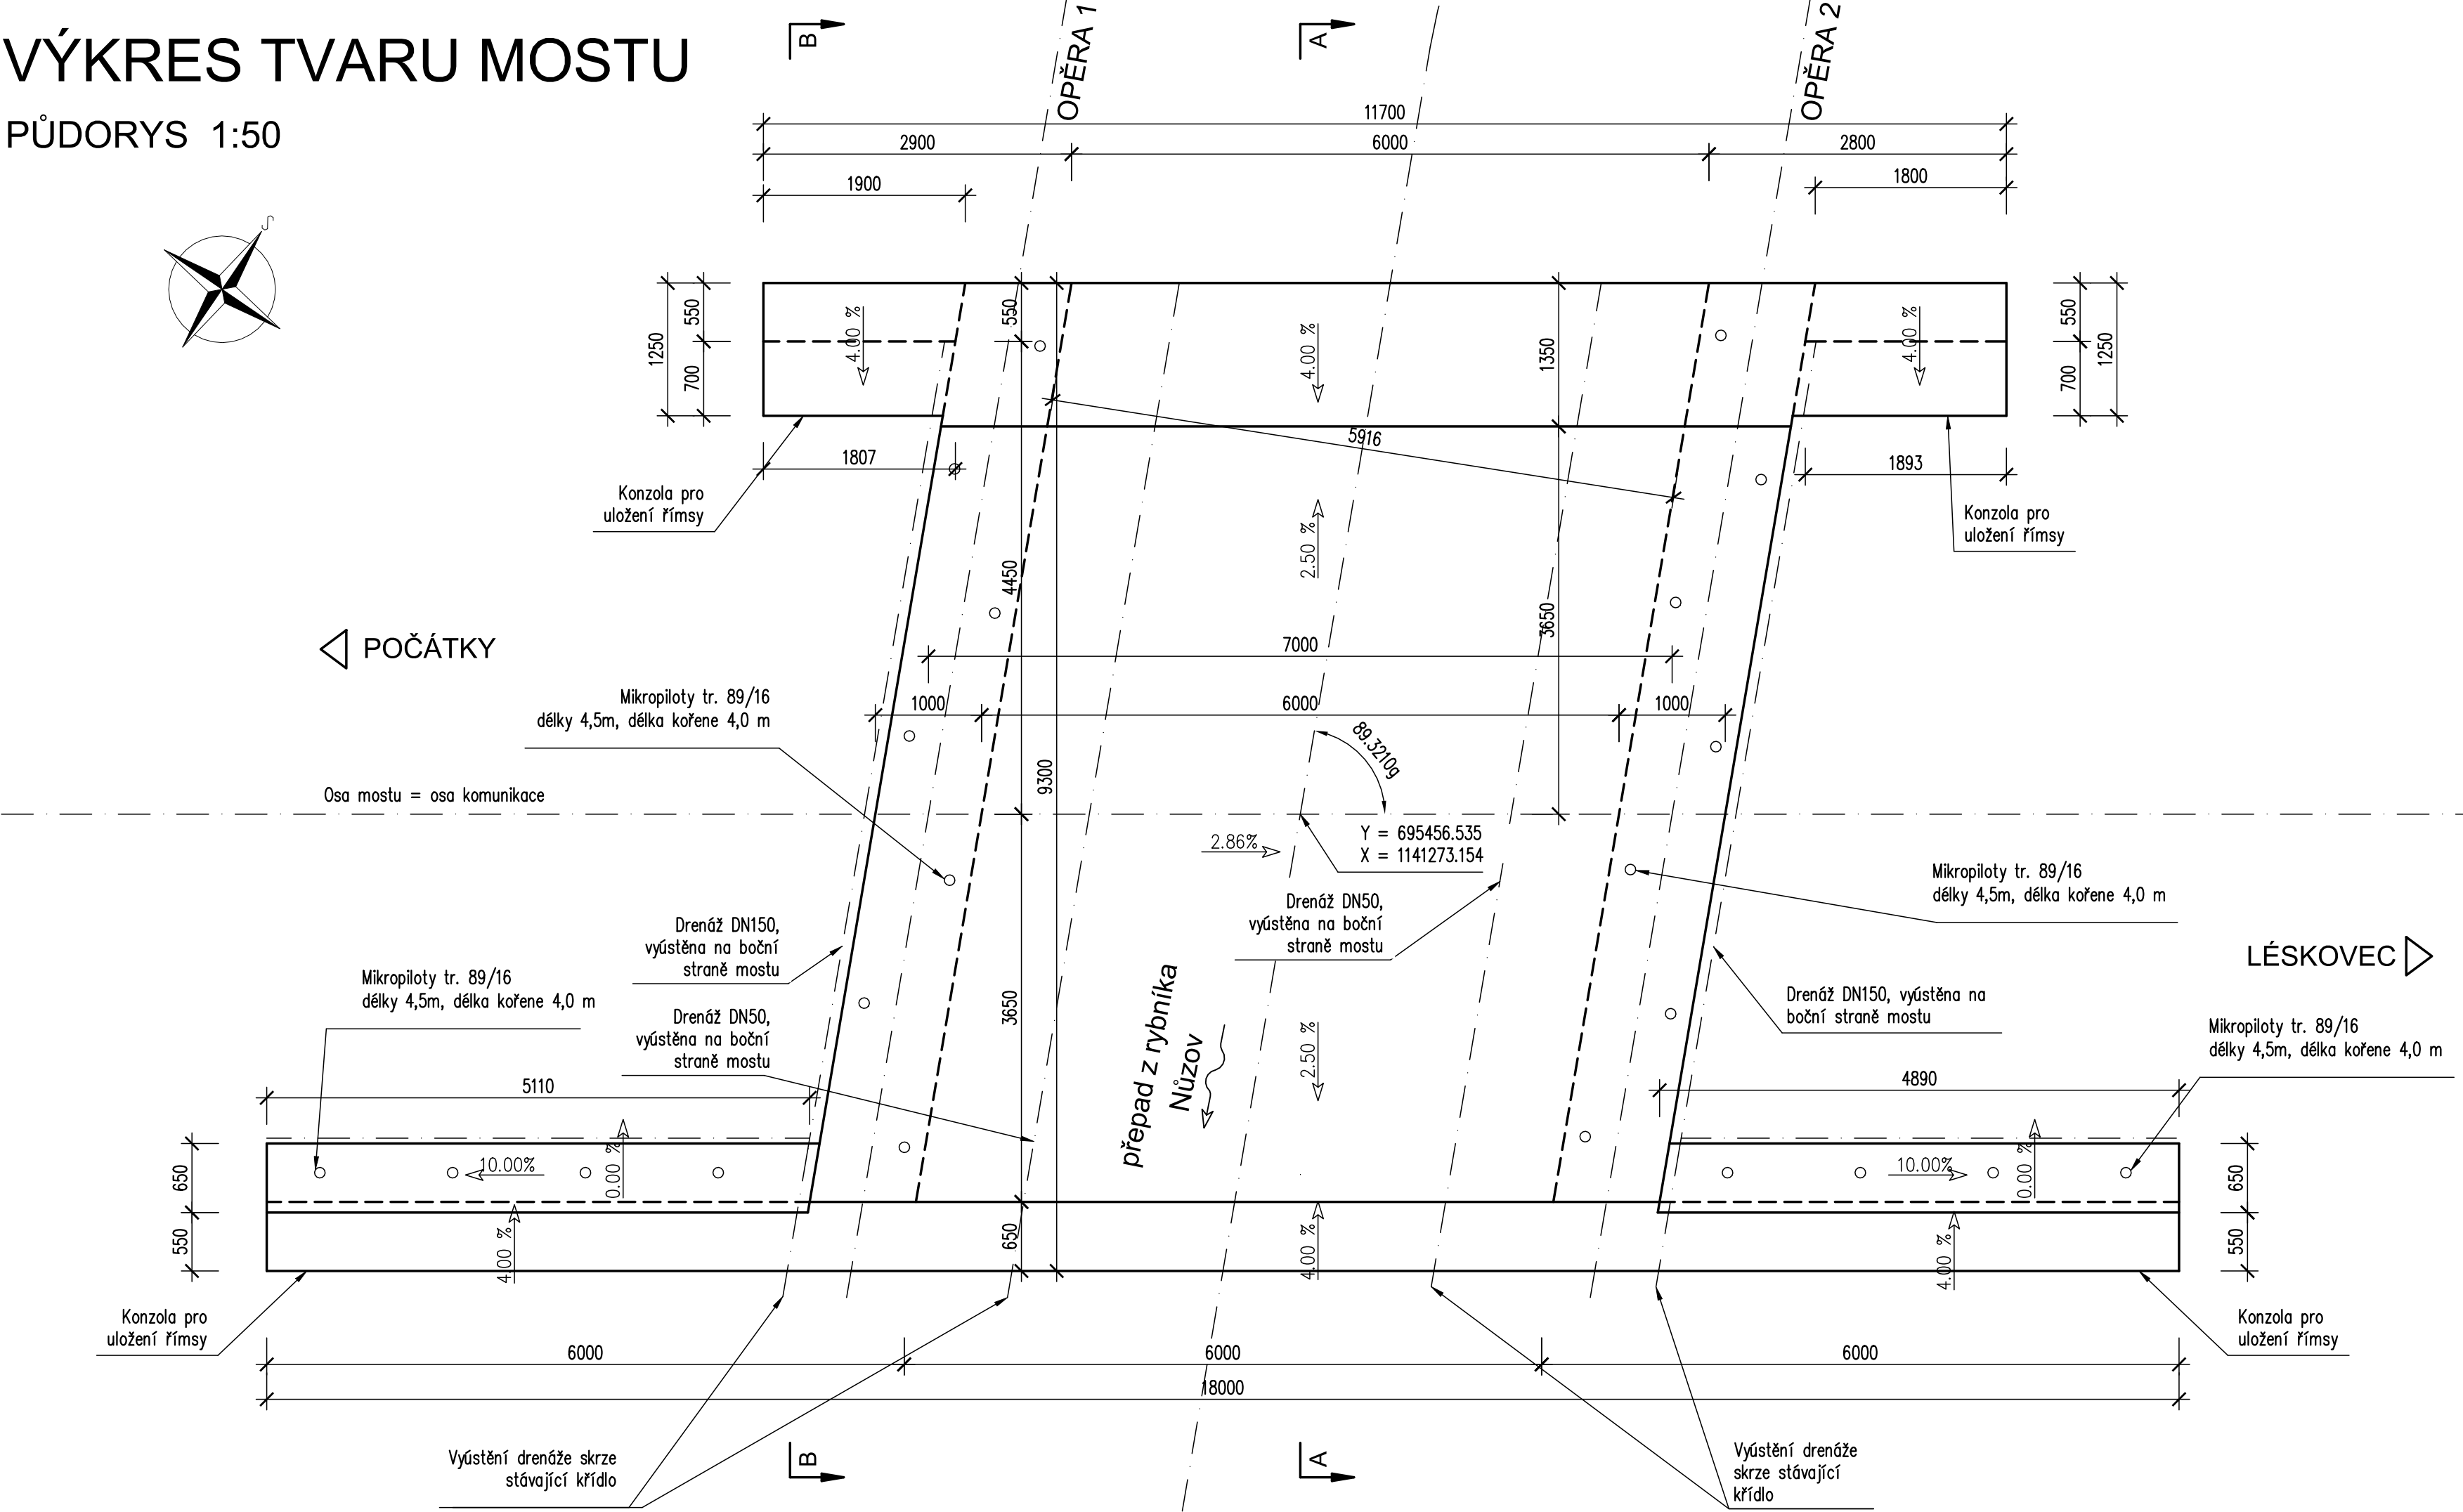 VÝKRES TVARU MOSTU
PŮDORYS 1:50
B
A
OPĚRA 1
OPĚRA 2
11700
2900
6000
2800
1900
1800
S
1250
550
700
4.00 %
550
4.00 %
1350
4.00 %
550
700
1250
5916
1807
1893
Konzola pro
uložení římsy
Konzola pro
uložení římsy
2.50 %
4450
3650
POČÁTKY
7000
Mikropiloty tr. 89/16
délky 4,5m, délka kořene 4,0 m
1000
6000
1000
89.3210g
9300
Osa mostu = osa komunikace
2.86%
Y = 695456.535
X = 1141273.154
Mikropiloty tr. 89/16
délky 4,5m, délka kořene 4,0 m
Drenáž DN50,
vyústěna na boční
straně mostu
Drenáž DN150,
vyústěna na boční
straně mostu
LÉSKOVEC
Mikropiloty tr. 89/16
délky 4,5m, délka kořene 4,0 m
přepad z rybníka
Nůzov
3650
Drenáž DN150, vyústěna na
boční straně mostu
Drenáž DN50,
vyústěna na boční
straně mostu
Mikropiloty tr. 89/16
délky 4,5m, délka kořene 4,0 m
2.50 %
5110
4890
650
550
10.00%
0.00 %
10.00%
0.00 %
650
550
4.00 %
650
4.00 %
4.00 %
Konzola pro
uložení římsy
Konzola pro
uložení římsy
6000
6000
6000
18000
Vyústění drenáže skrze
stávající křídlo
B
A
Vyústění drenáže
skrze stávající
křídlo